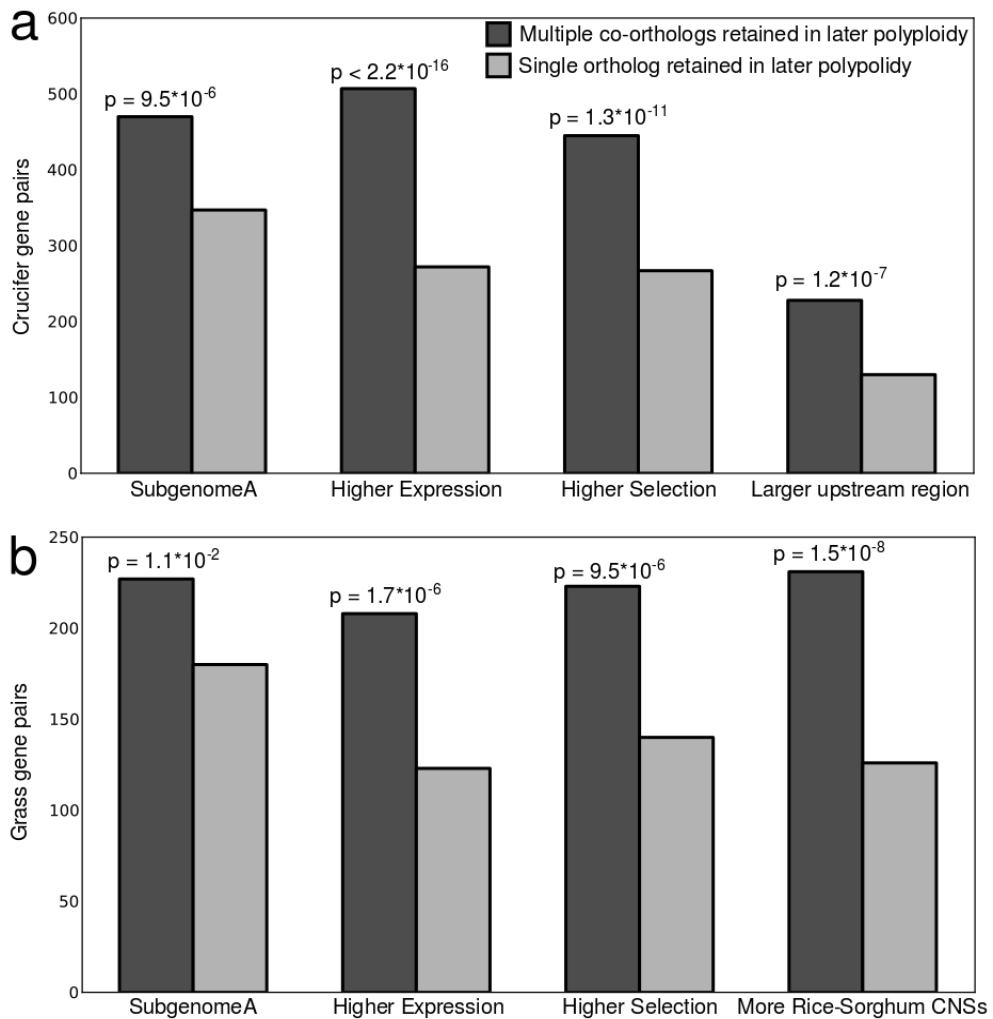 a
600
Multiple co-orthologs retained in later polyploidy
Single ortholog retained in later polypolidy
p = 9.5*10-6
p < 2.2*10-16
p = 1.3*10-11
p = 1.2*10-7
500
400
300
200
100
0
Crucifer gene pairs
SubgenomeA
Higher Expression
Higher Selection
Larger upstream region
b
250
p = 1.1*10-2
p = 1.7*10-6
p = 9.5*10-6
p = 1.5*10-8
200
150
100
50
0
Grass gene pairs
SubgenomeA
Higher Expression
Higher Selection
More Rice-Sorghum CNSs